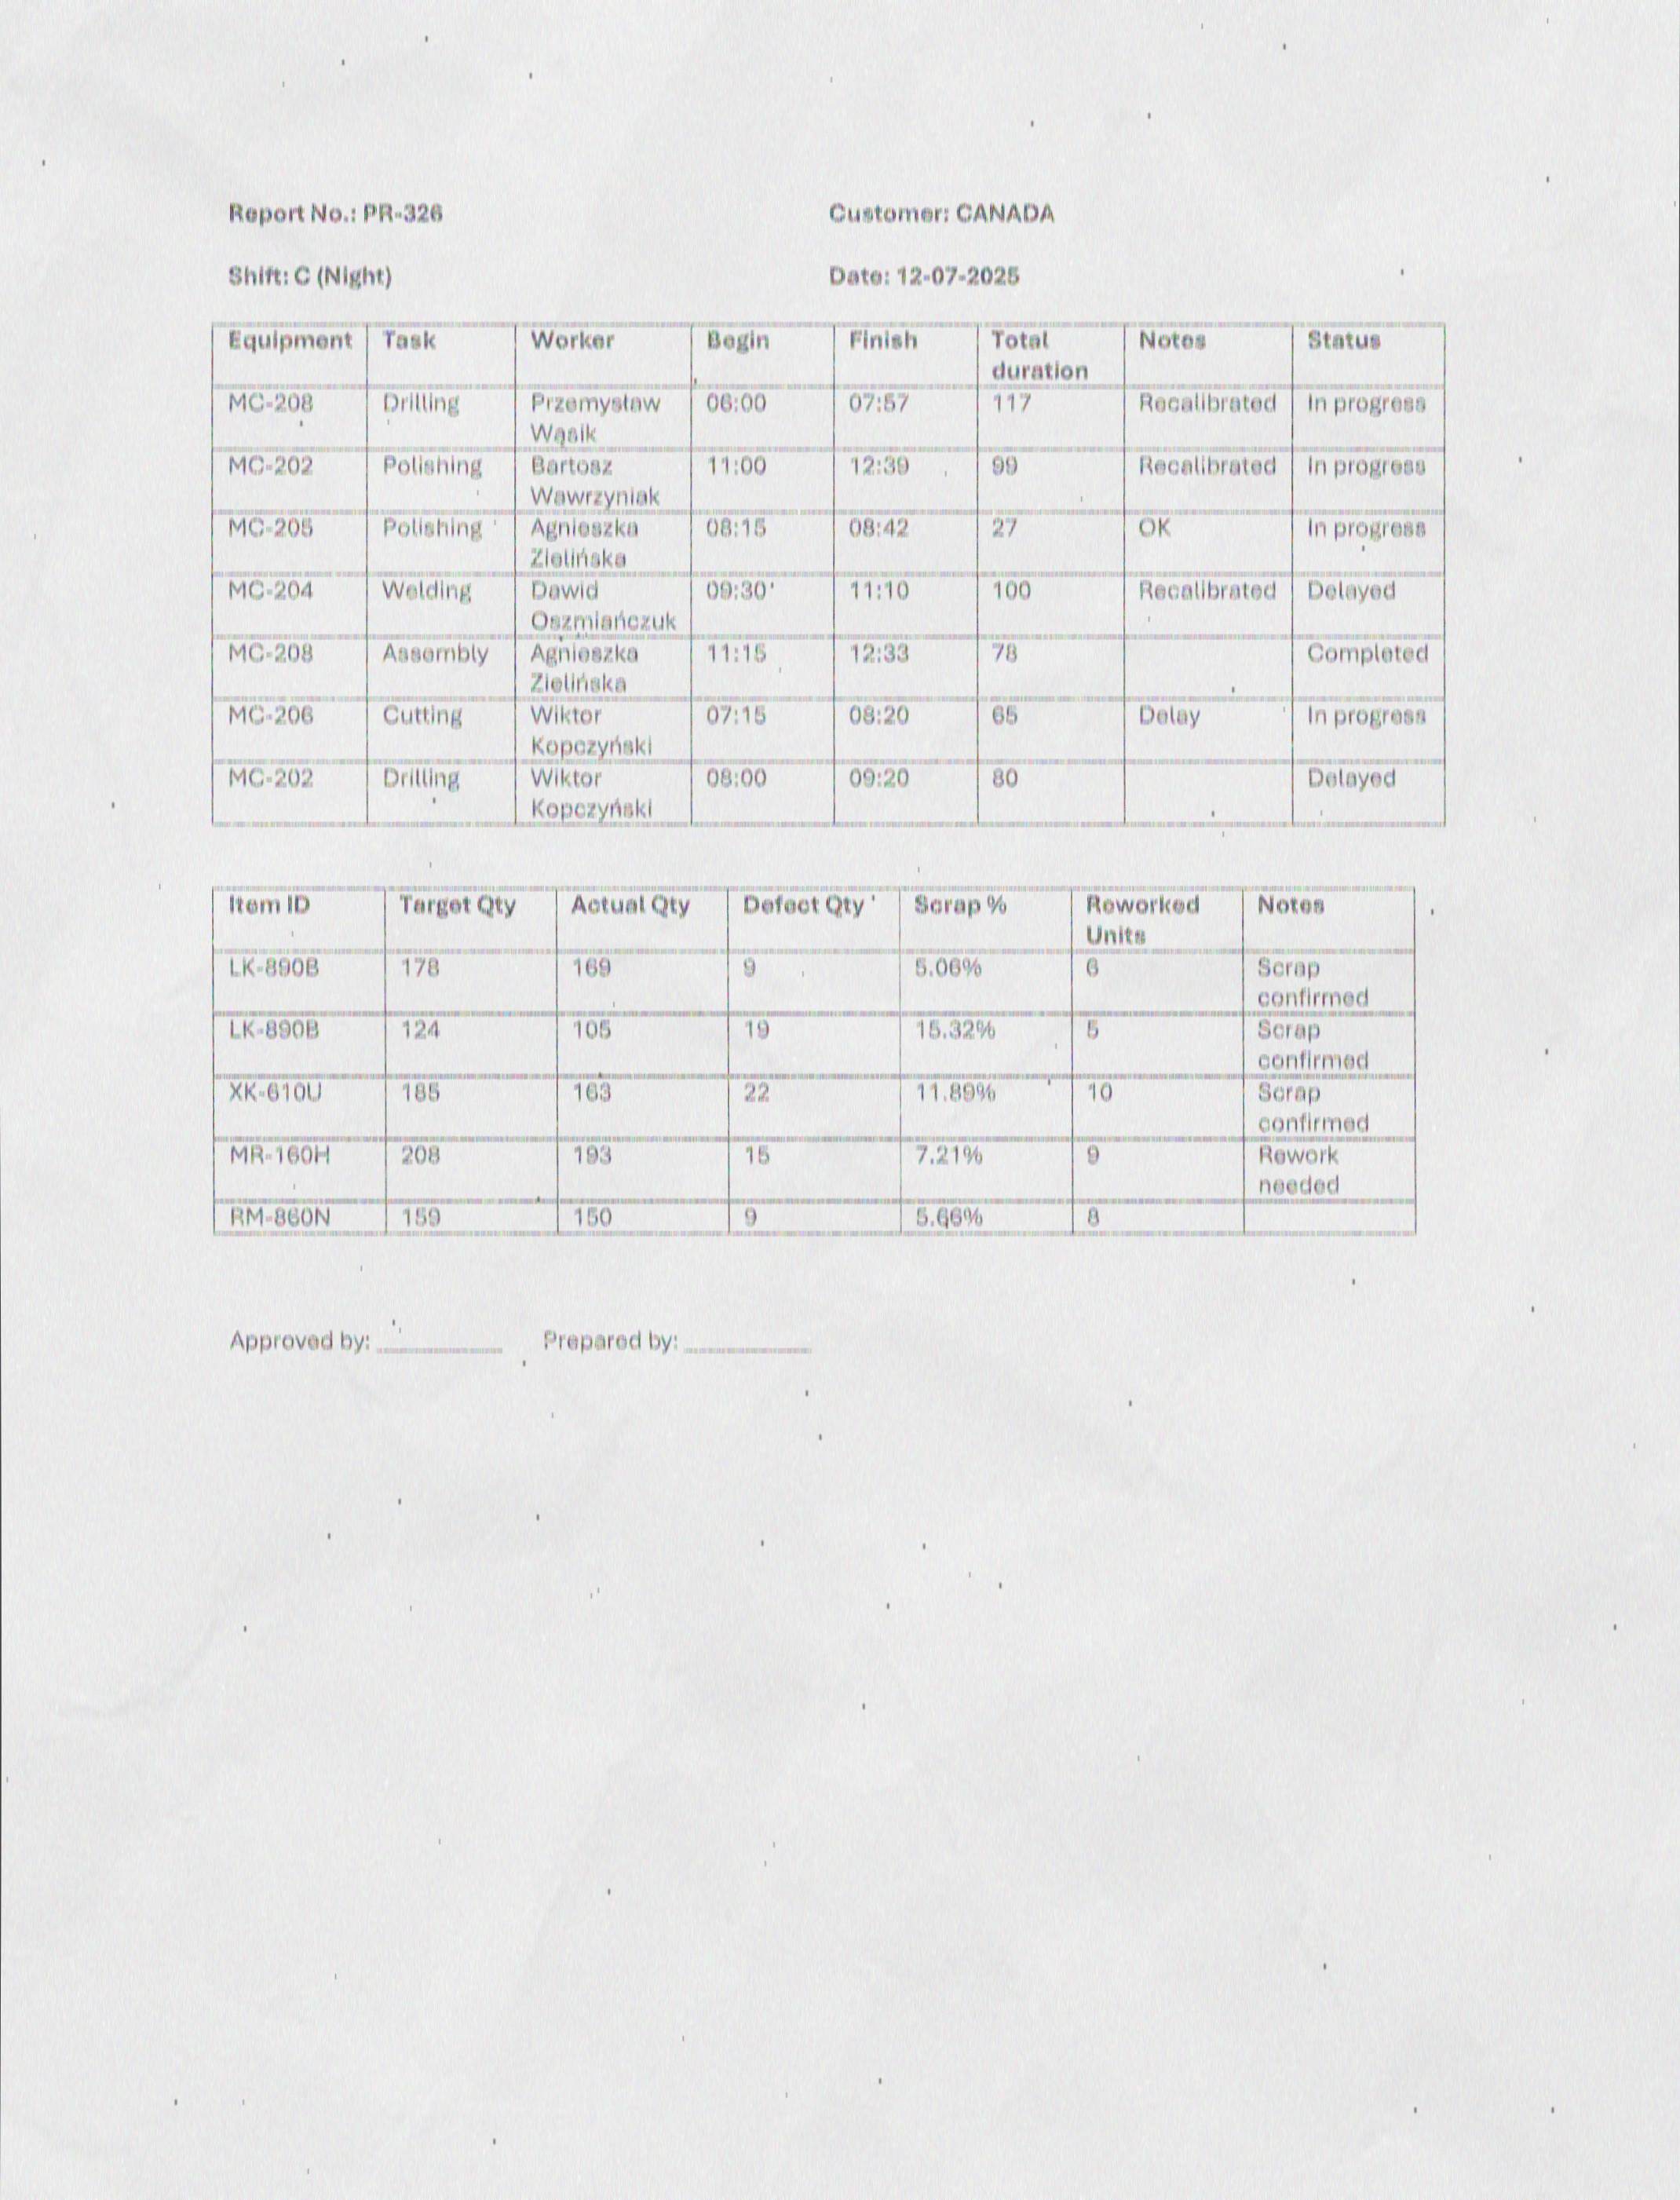 Report No.: PR-326 Customer: CANADA
Shift: C (Night) Date: 12-07-2025
Equipment Task Worker Begin Finish Total duration Notes Status
MC-208 Drilling Przemysław Wąsik 06:00 07:57 117 Recalibrated In progress
MC-202 Polishing Bartosz Wawrzyniak 11:00 12:39 99 Recalibrated In progress
MC-205 Polishing Agnieszka Zielińska 08:15 08:42 27 OK In progress
MC-204 Welding Dawid Oszmiańczuk 09:30 11:10 100 Recalibrated Delayed
MC-208 Assembly Agnieszka Zielińska 11:15 12:33 78 Completed
MC-206 Cutting Wiktor Kopczyński 07:15 08:20 65 Delay In progress
MC-202 Drilling Wiktor Kopczyński 08:00 09:20 80 Delayed
Item ID Target Qty Actual Qty Defect Qty Scrap % Reworked Units Notes
LK-890B 178 169 9 5.06% 6 Scrap confirmed
LK-890B 124 105 19 15.32% 5 Scrap confirmed
XK-610U 185 163 22 11.89% 10 Scrap confirmed
MR-160H 208 193 15 7.21% 9 Rework needed
RM-860N 159 150 9 5.66% 8
Approved by: ____________ Prepared by: ____________